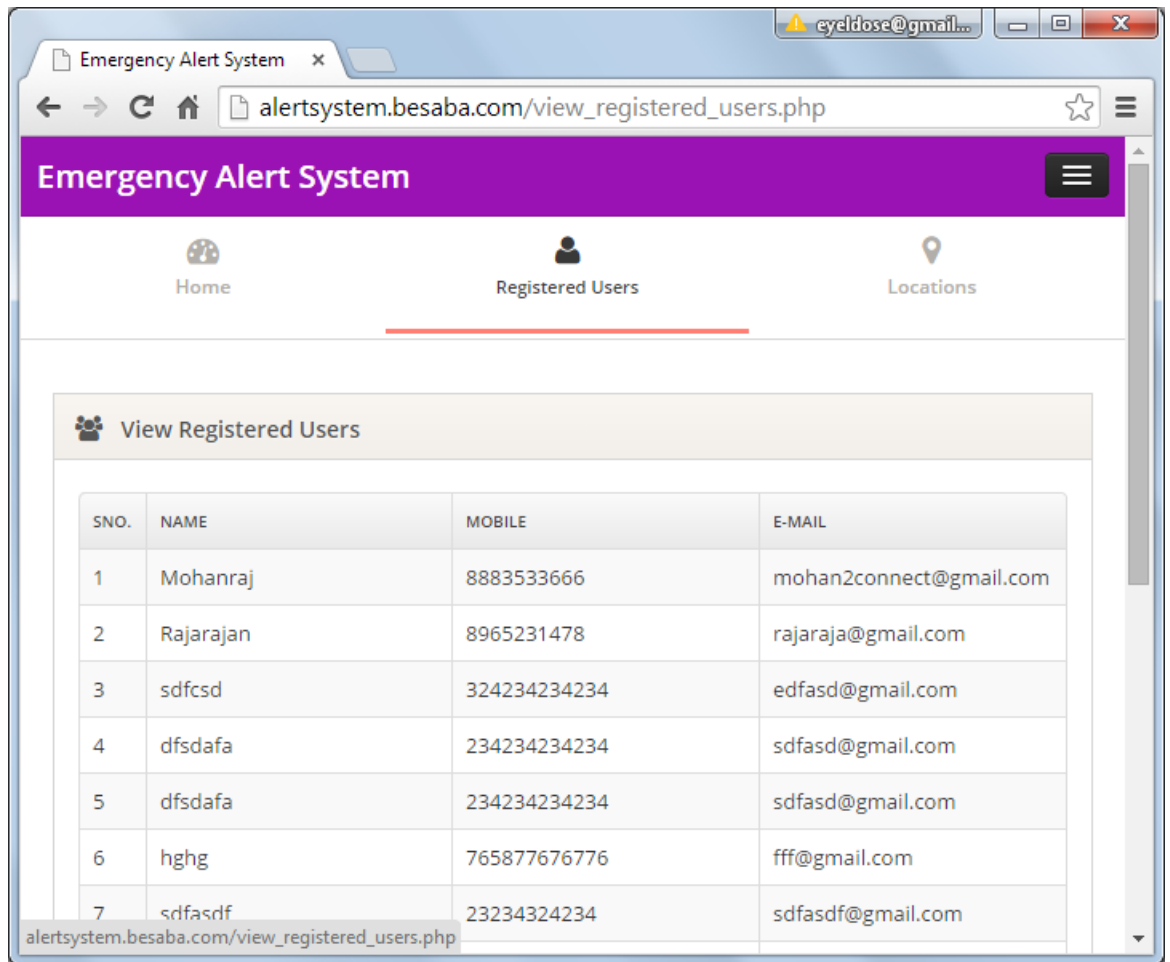 eyeldose@gmail...
Emergency Alert System
alertsystem.besaba.com/view_registered_users.php
Emergency Alert System
Home Registered Users Locations
View Registered Users
SNO. NAME MOBILE E-MAIL
1 Mohanraj 8883533666 mohan2connect@gmail.com
2 Rajarajan 8965231478 rajaraja@gmail.com
3 sdfcsd 324234234234 edfasd@gmail.com
4 dfsdafa 234234234234 sdfasd@gmail.com
5 dfsdafa 234234234234 sdfasd@gmail.com
6 hghg 765877676776 fff@gmail.com
7 sdfasdf 23234324234 sdfasdf@gmail.com
alertsystem.besaba.com/view_registered_users.php